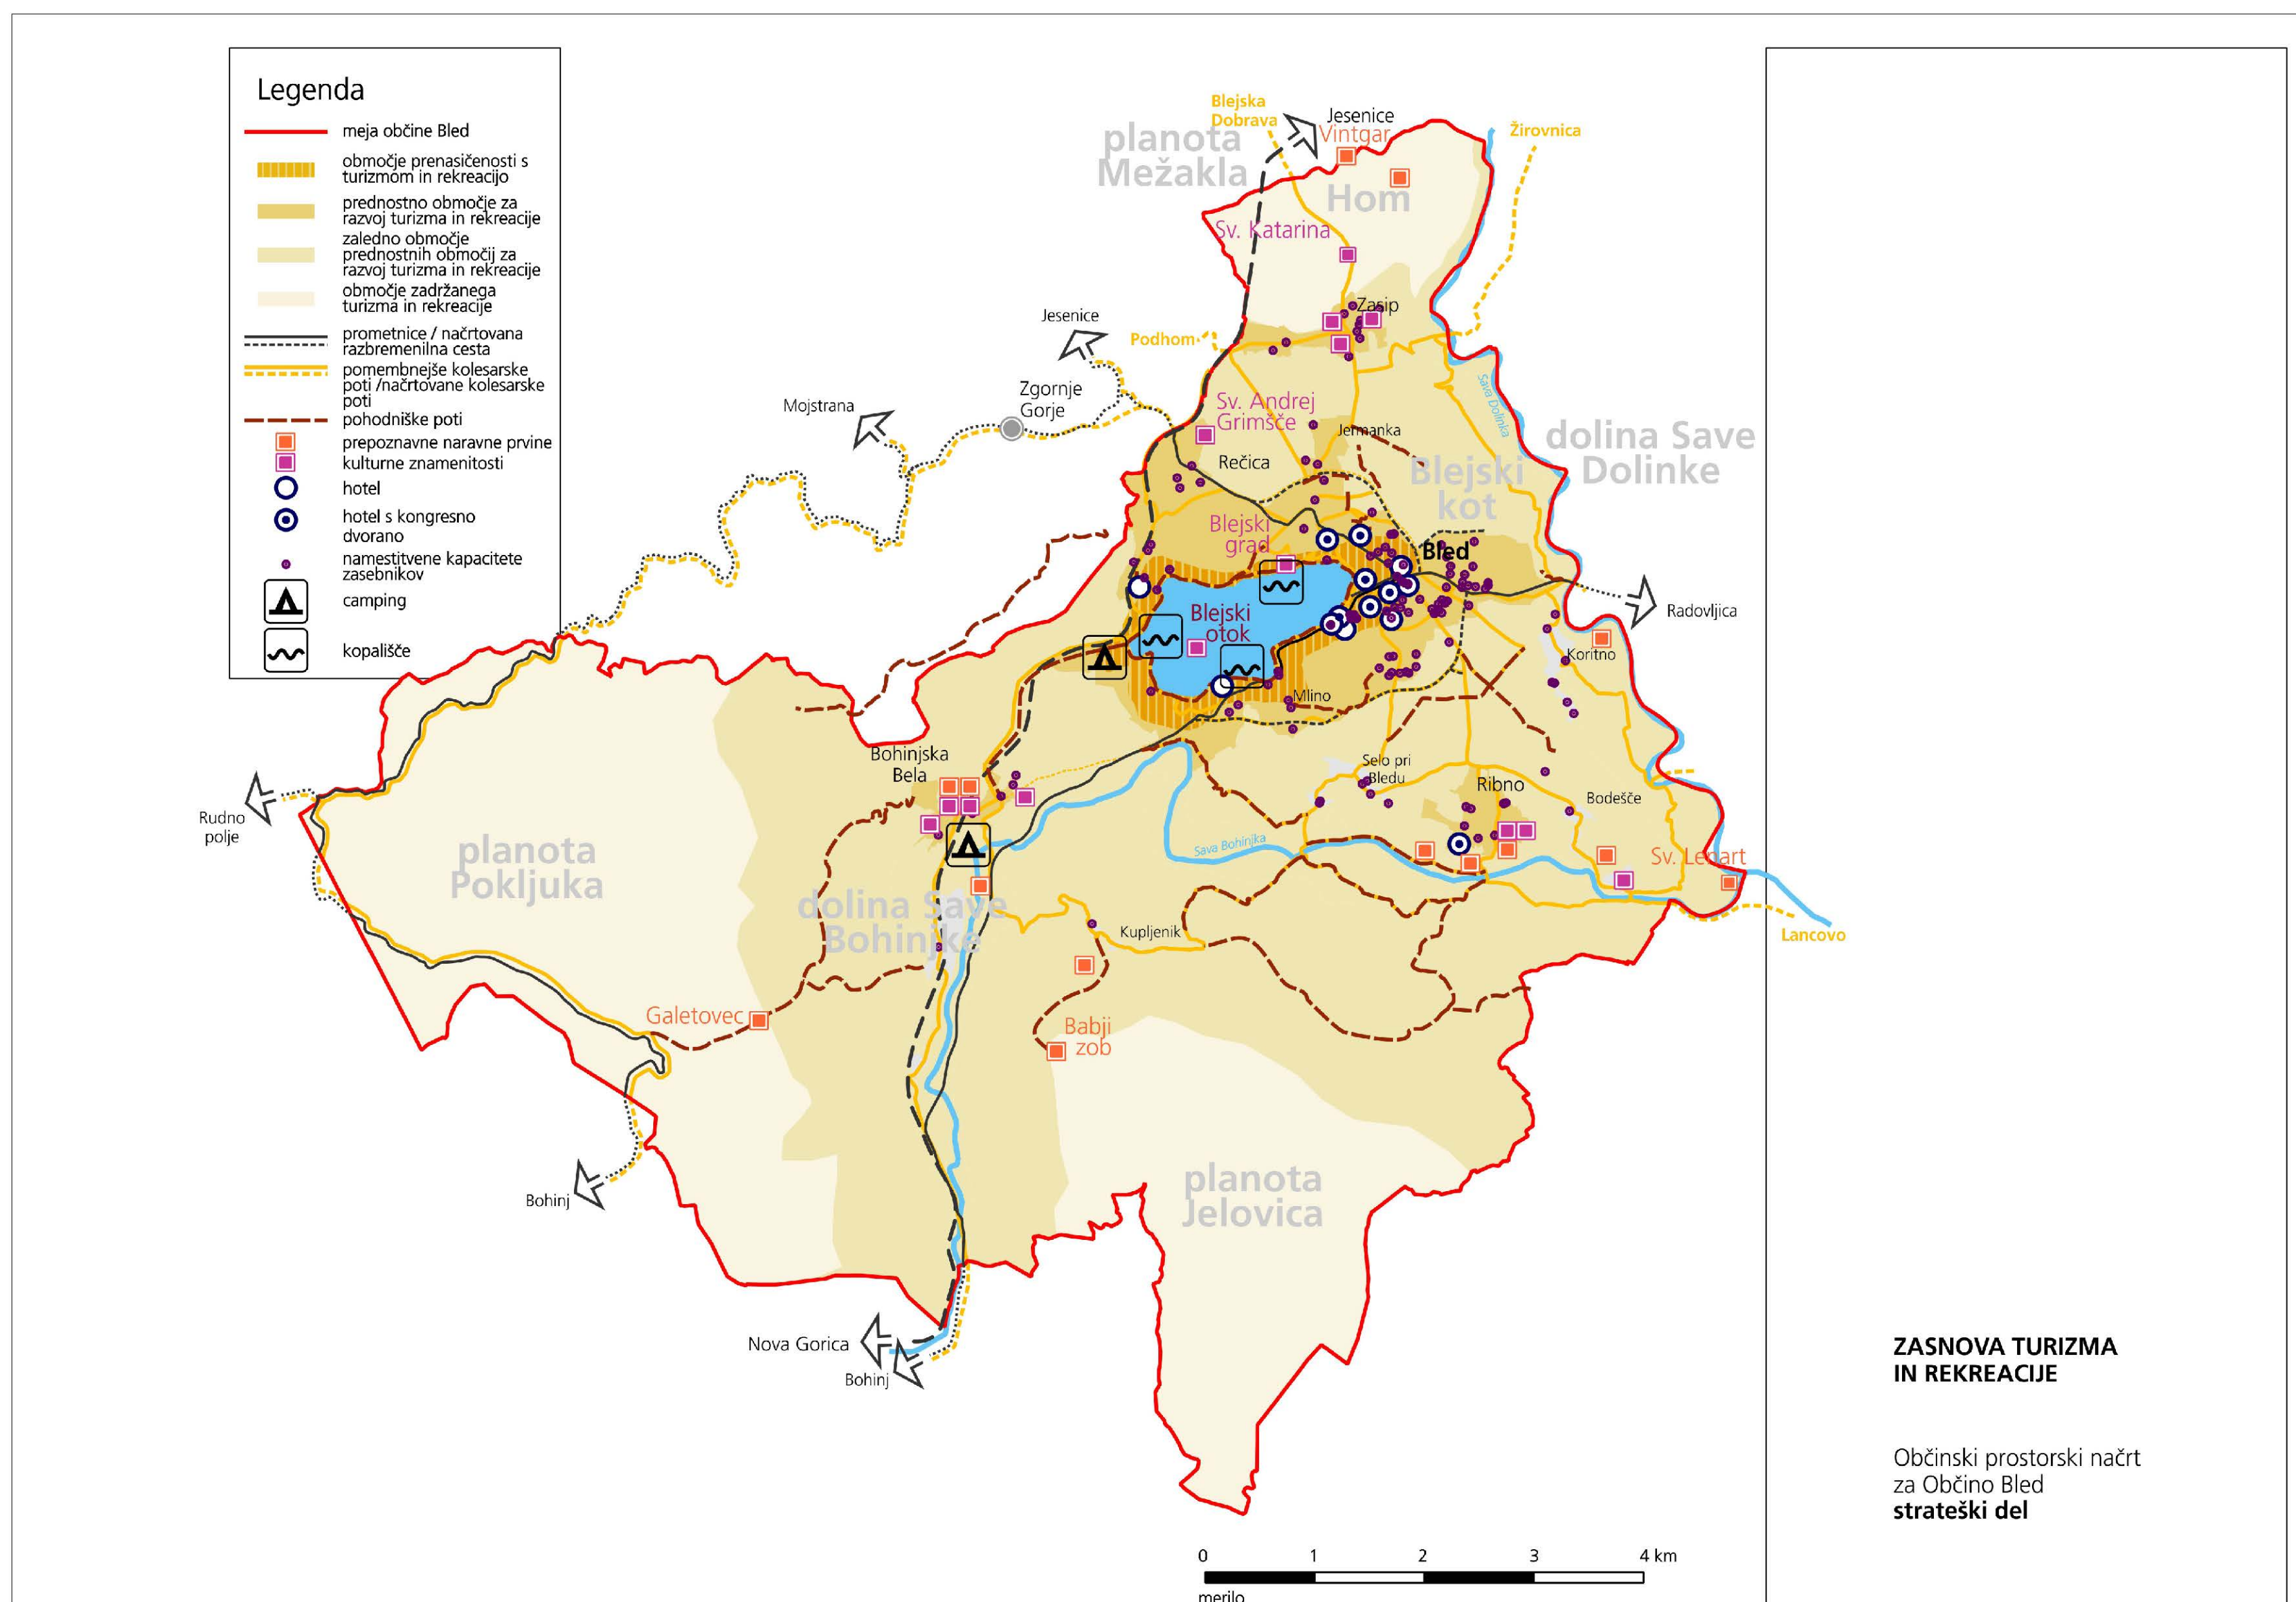 Legenda
meja občine Bled
območje prenasičenosti s
turizmom in rekreacijo
prednostno območje za
razvoj turizma in rekreacije
zaledno območje
prednostnih območij za
razvoj turizma in rekreacije
območje zadržanega
turizma in rekreacije
prometnice / načrtovana
razbremenilna cesta
pomembnejše kolesarske
poti /načrtovane kolesarske
poti
pohodniške poti
prepoznavne naravne prvine
kulturne znamenitosti
hotel
hotel s kongresno
dvorano
namestitvene kapacitete
zasebnikov
camping
kopališče
Blejska
Dobrava
Jesenice
Vintgar
Žirovnica
planota
Mežakla
Hom
Sv. Katarina
Zasip
Jesenice
Podhom
Zgornje
Gorje
Mojstrana
Sv. Andrej
Grimšče
Jermanka
Rečica
Sava Dolinka
dolina Save
Dolinke
Blejski
kot
Blejski
grad
Bled
Blejski
otok
Radovljica
Koritno
Mlino
Bohinjska
Bela
Selo pri
Bledu
Ribno
Bodešče
Rudno
polje
Sava Bohinjka
Sv. Lenart
planota
Pokljuka
dolina Save
Bohinjke
Kupljenik
Lancovo
Galetovec
Babji
zob
planota
Jelovica
Bohinj
Nova Gorica
Bohinj
ZASNOVA TURIZMA
IN REKREACIJE
Občinski prostorski načrt
za Občino Bled
strateški del
0 1 2 3 4 km
merilo